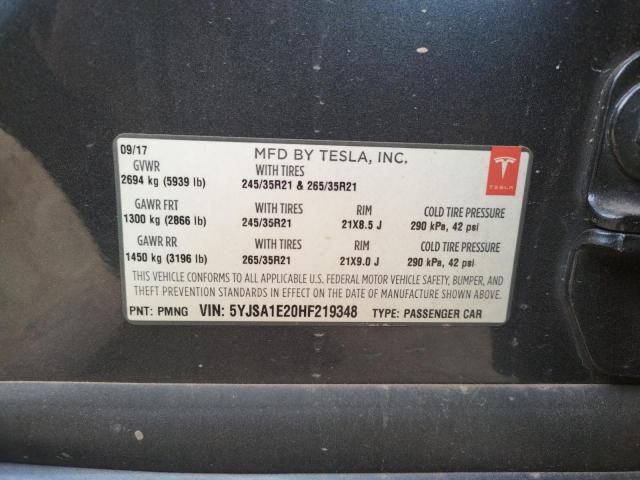 09/17 MFD BY TESLA, INC.
GVWR WITH TIRES
2694 kg (5939 lb) 245/35R21 & 265/35R21
TESLA
GAWR FRT WITH TIRES RIM COLD TIRE PRESSURE
1300 kg (2866 lb) 245/35R21 21X8.5 J 290 kPa, 42 psi
GAWR RR WITH TIRES RIM COLD TIRE PRESSURE
1450 kg (3196 lb) 265/35R21 21X9.0 J 290 kPa, 42 psi
THIS VEHICLE CONFORMS TO ALL APPLICABLE U.S. FEDERAL MOTOR VEHICLE SAFETY, BUMPER, AND
THEFT PREVENTION STANDARDS IN EFFECT ON THE DATE OF MANUFACTURE SHOWN ABOVE.
PNT: PMNG VIN: 5YJSA1E20HF219348 TYPE: PASSENGER CAR